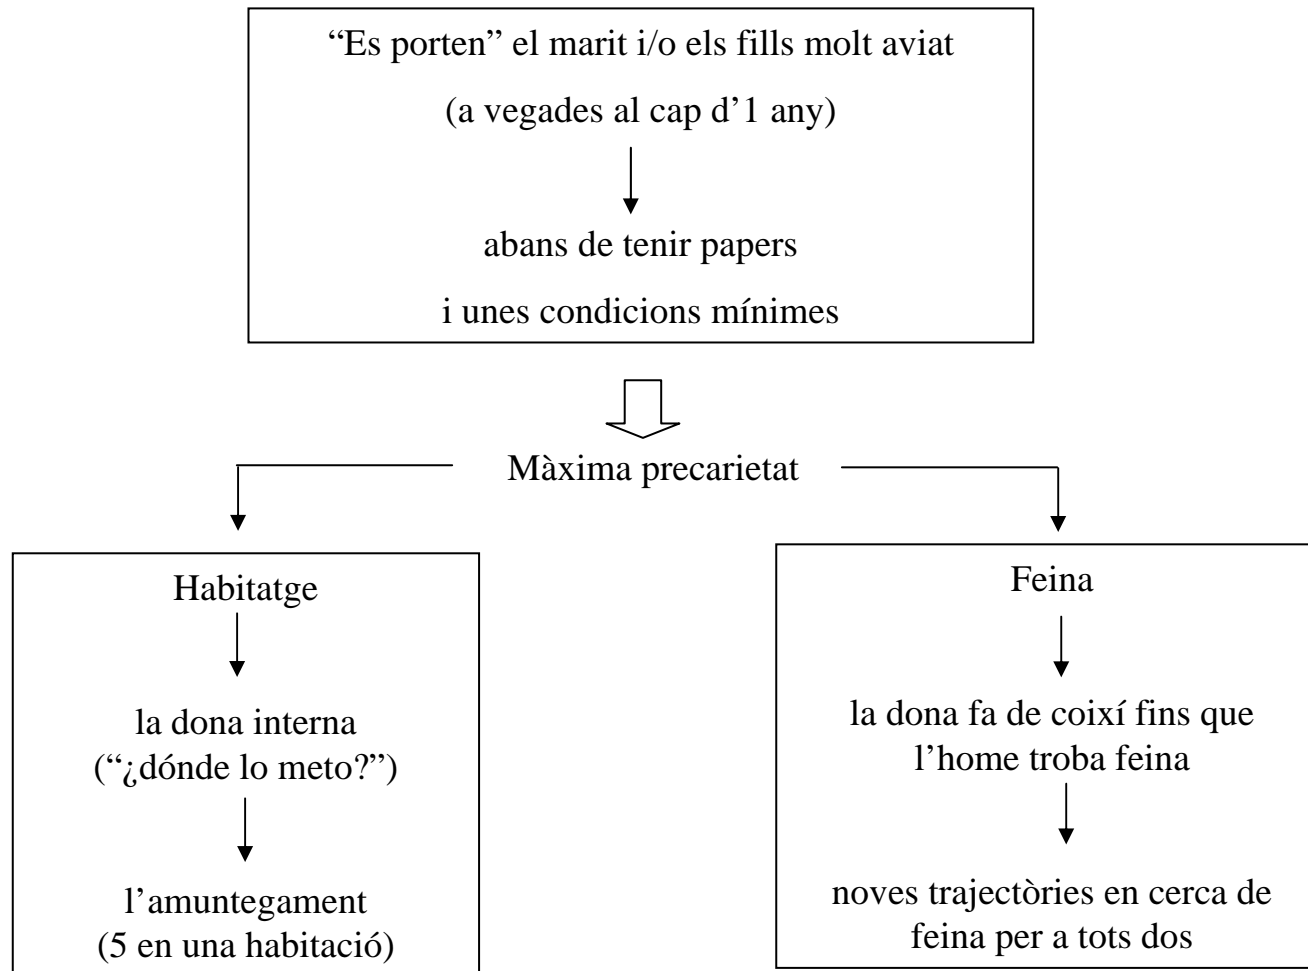 “Es porten” el marit i/o els fills molt aviat
(a vegades al cap d’1 any)
abans de tenir papers
i unes condicions mínimes
Màxima precarietat
Habitatge
la dona interna
(“¿dónde lo meto?”)
l’amuntegament
(5 en una habitació)
Feina
la dona fa de coixí fins que
l’home troba feina
noves trajectòries en cerca de
feina per a tots dos